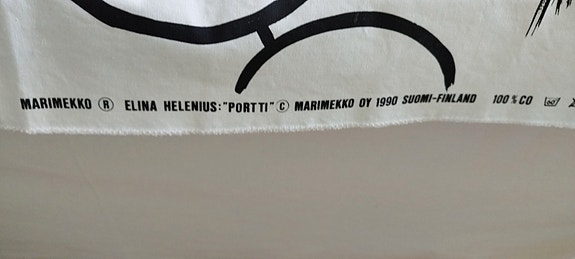 MARIMEKKO ® ELINA HELENIUS: "PORTTI" © MARIMEKKO OY 1990 SUOMI-FINLAND 100 % CO